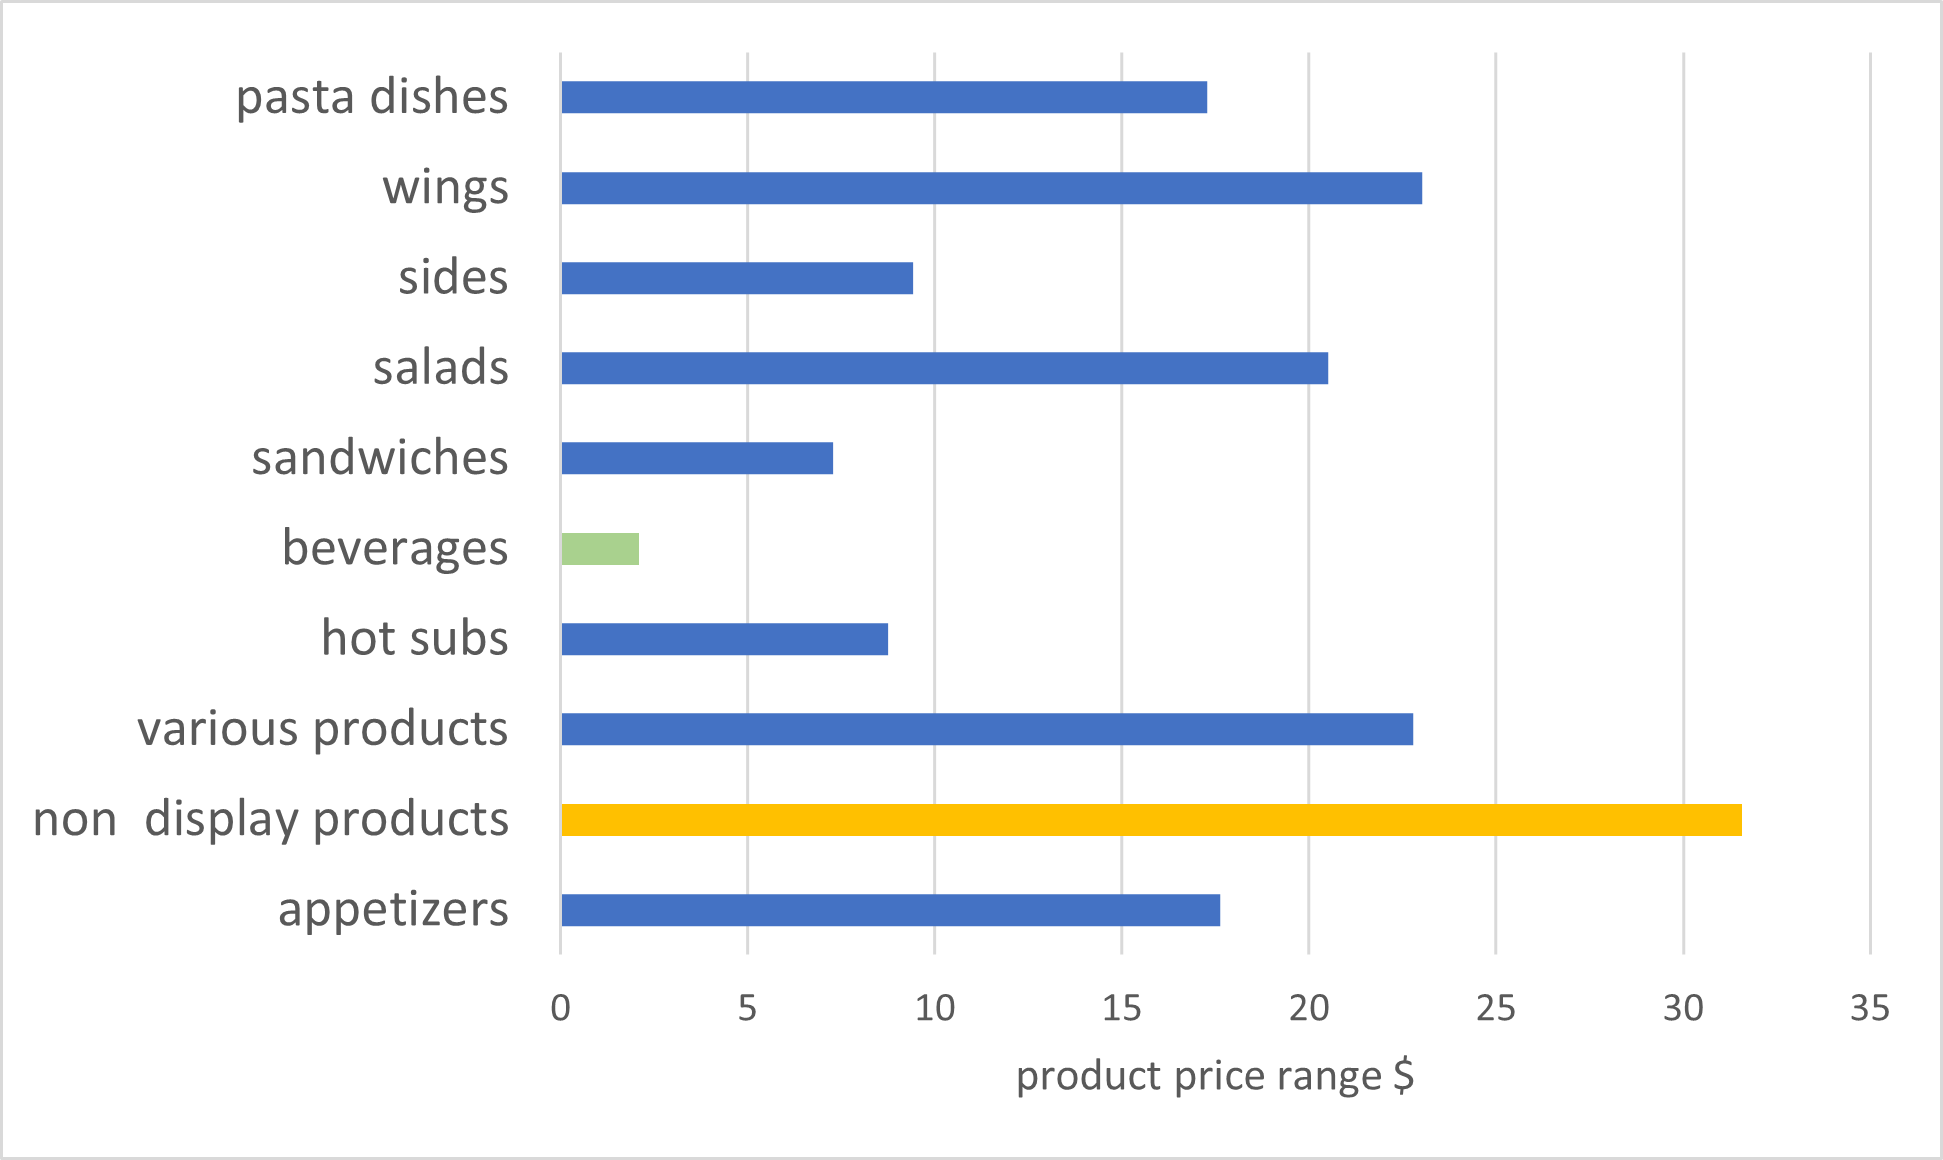 pasta dishes
wings
sides
salads
sandwiches
beverages
hot subs
various products
non  display products
appetizers
0 5 10 15 20 25 30 35
product price range $